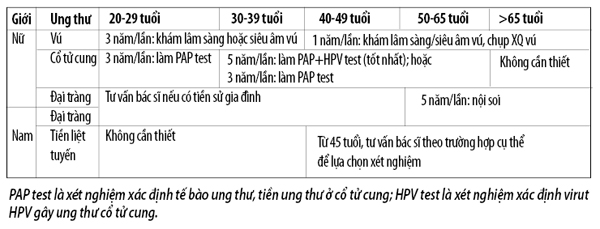 Giới Ung thư 20-29 tuổi 30-39 tuổi 40-49 tuổi 50-65 tuổi >65 tuổi
Nữ Vú 3 năm/lần: khám lâm sàng hoặc siêu âm vú 1 năm/lần: khám lâm sàng/siêu âm vú, chụp XQ vú
Cổ tử cung 3 năm/lần: làm PAP test 5 năm/lần: làm PAP+HPV test (tốt nhất); hoặc Không cần thiết
3 năm/lần: làm PAP test
Đại tràng Tư vấn bác sĩ nếu có tiền sử gia đình 5 năm/lần: nội soi
Nam Đại tràng
Tiền liệt Không cần thiết Từ 45 tuổi, tư vấn bác sĩ theo trường hợp cụ thể
tuyến để lựa chọn xét nghiệm
PAP test là xét nghiệm xác định tế bào ung thư, tiền ung thư ở cổ tử cung; HPV test là xét nghiệm xác định virut
HPV gây ung thư cổ tử cung.